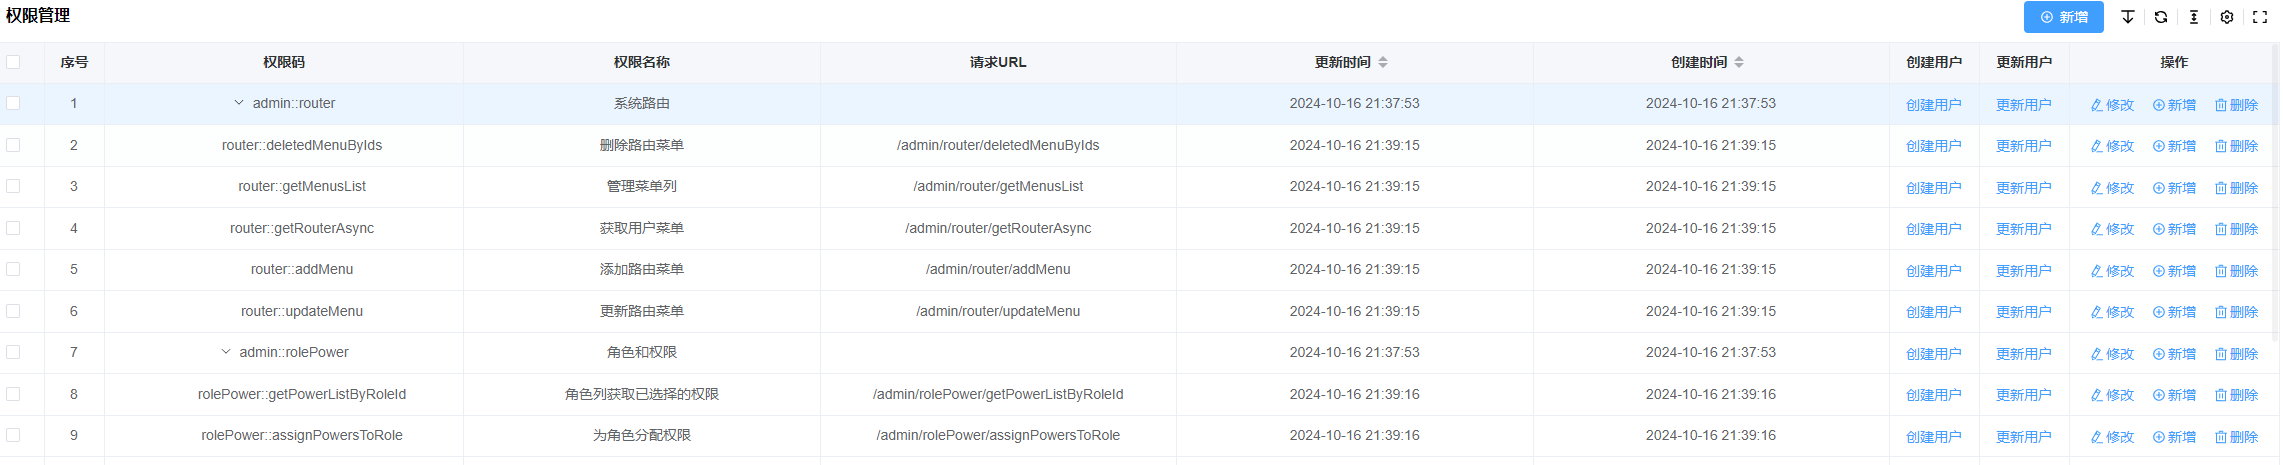 权限管理
新增
序号 权限码 权限名称 请求URL 更新时间 创建时间 创建用户 更新用户 操作
1 admin::router 系统路由 2024-10-16 21:37:53 2024-10-16 21:37:53 创建用户 更新用户 修改 新增 删除
2 router::deletedMenuByIds 删除路由菜单 /admin/router/deletedMenuByIds 2024-10-16 21:39:15 2024-10-16 21:39:15 创建用户 更新用户 修改 新增 删除
3 router::getMenusList 管理菜单列 /admin/router/getMenusList 2024-10-16 21:39:15 2024-10-16 21:39:15 创建用户 更新用户 修改 新增 删除
4 router::getRouterAsync 获取用户菜单 /admin/router/getRouterAsync 2024-10-16 21:39:15 2024-10-16 21:39:15 创建用户 更新用户 修改 新增 删除
5 router::addMenu 添加路由菜单 /admin/router/addMenu 2024-10-16 21:39:15 2024-10-16 21:39:15 创建用户 更新用户 修改 新增 删除
6 router::updateMenu 更新路由菜单 /admin/router/updateMenu 2024-10-16 21:39:15 2024-10-16 21:39:15 创建用户 更新用户 修改 新增 删除
7 admin::rolePower 角色和权限 2024-10-16 21:37:53 2024-10-16 21:37:53 创建用户 更新用户 修改 新增 删除
8 rolePower::getPowerListByRoleId 角色列获取已选择的权限 /admin/rolePower/getPowerListByRoleId 2024-10-16 21:39:16 2024-10-16 21:39:16 创建用户 更新用户 修改 新增 删除
9 rolePower::assignPowersToRole 为角色分配权限 /admin/rolePower/assignPowersToRole 2024-10-16 21:39:16 2024-10-16 21:39:16 创建用户 更新用户 修改 新增 删除